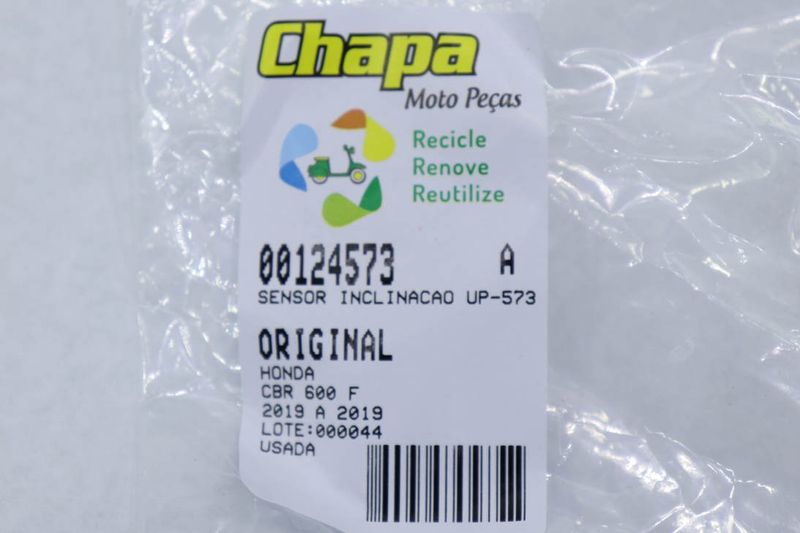 Chapa
Moto Peças
Recicle
Renove
Reutilize
00124573 A
SENSOR INCLINACAO UP-573
ORIGINAL
HONDA
CBR 600 F
2019 A 2019
LOTE:000044
USADA